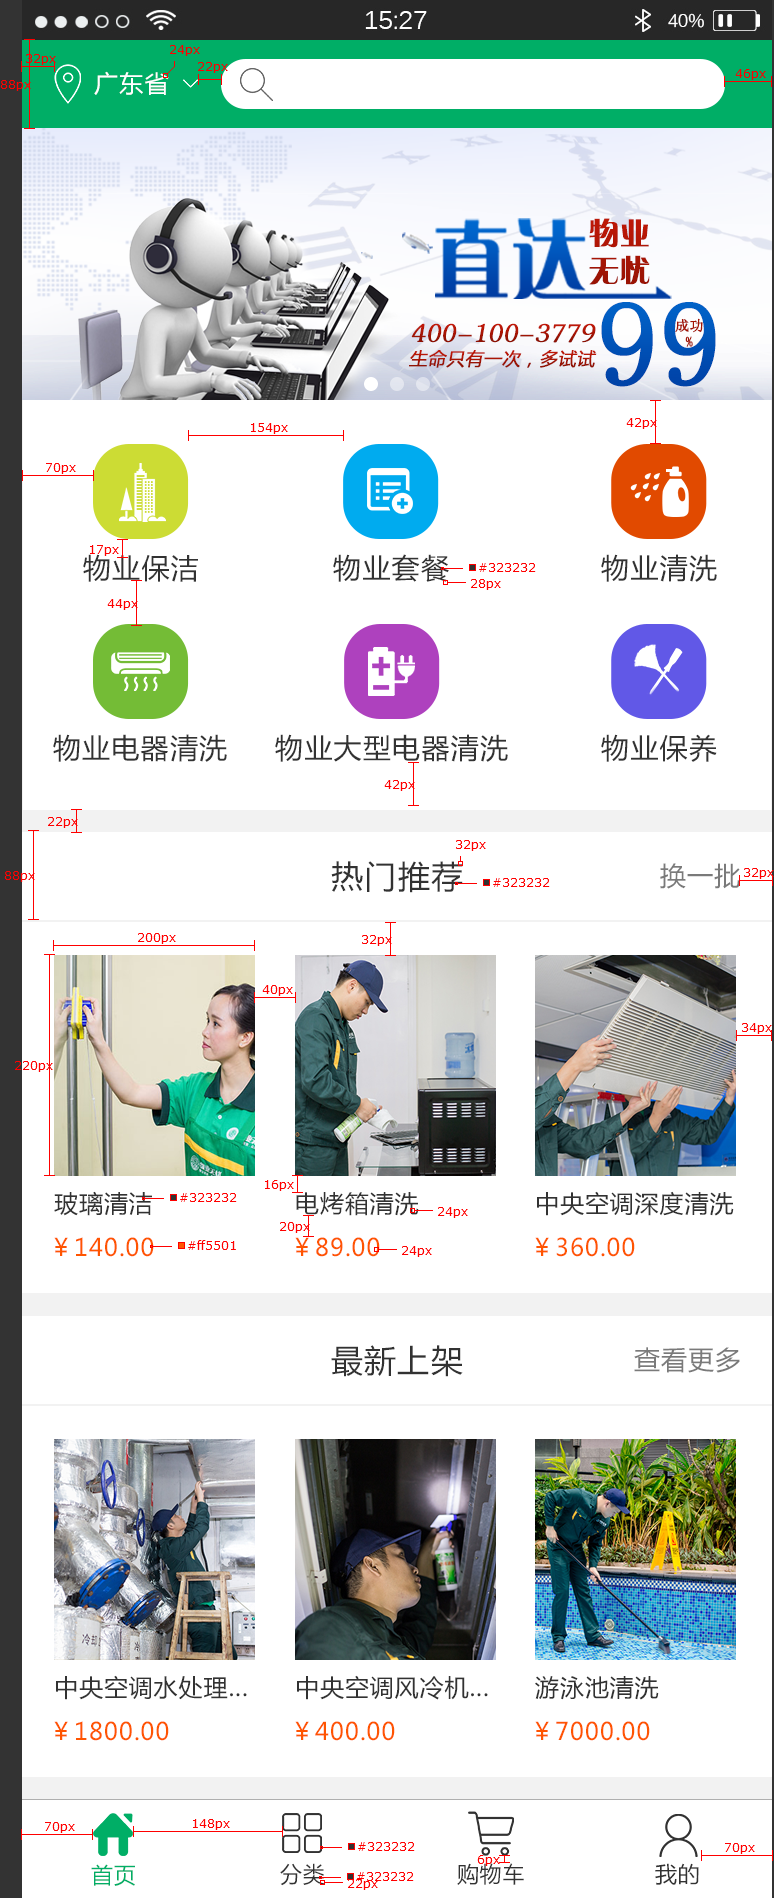 15:27
40%
24px
32px
22px
46px
88px
广东省
直达
物业
无忧
400-100-3779
99
成功
%
生命只有一次，多试试
154px
42px
70px
17px
物业保洁
物业套餐
#323232
28px
物业清洗
44px
物业电器清洗
物业大型电器清洗
物业保养
42px
22px
32px
88px
热门推荐
#323232
换一批
32px
200px
32px
40px
34px
220px
16px
玻璃清洁
#323232
电烤箱清洗
24px
中央空调深度清洗
20px
¥ 140.00
#ff5501
¥ 89.00
24px
¥ 360.00
最新上架
查看更多
中央空调水处理...
中央空调风冷机...
游泳池清洗
¥ 1800.00
¥ 400.00
¥ 7000.00
70px
148px
#323232
70px
6px
首页
分类
#323232
22px
购物车
我的